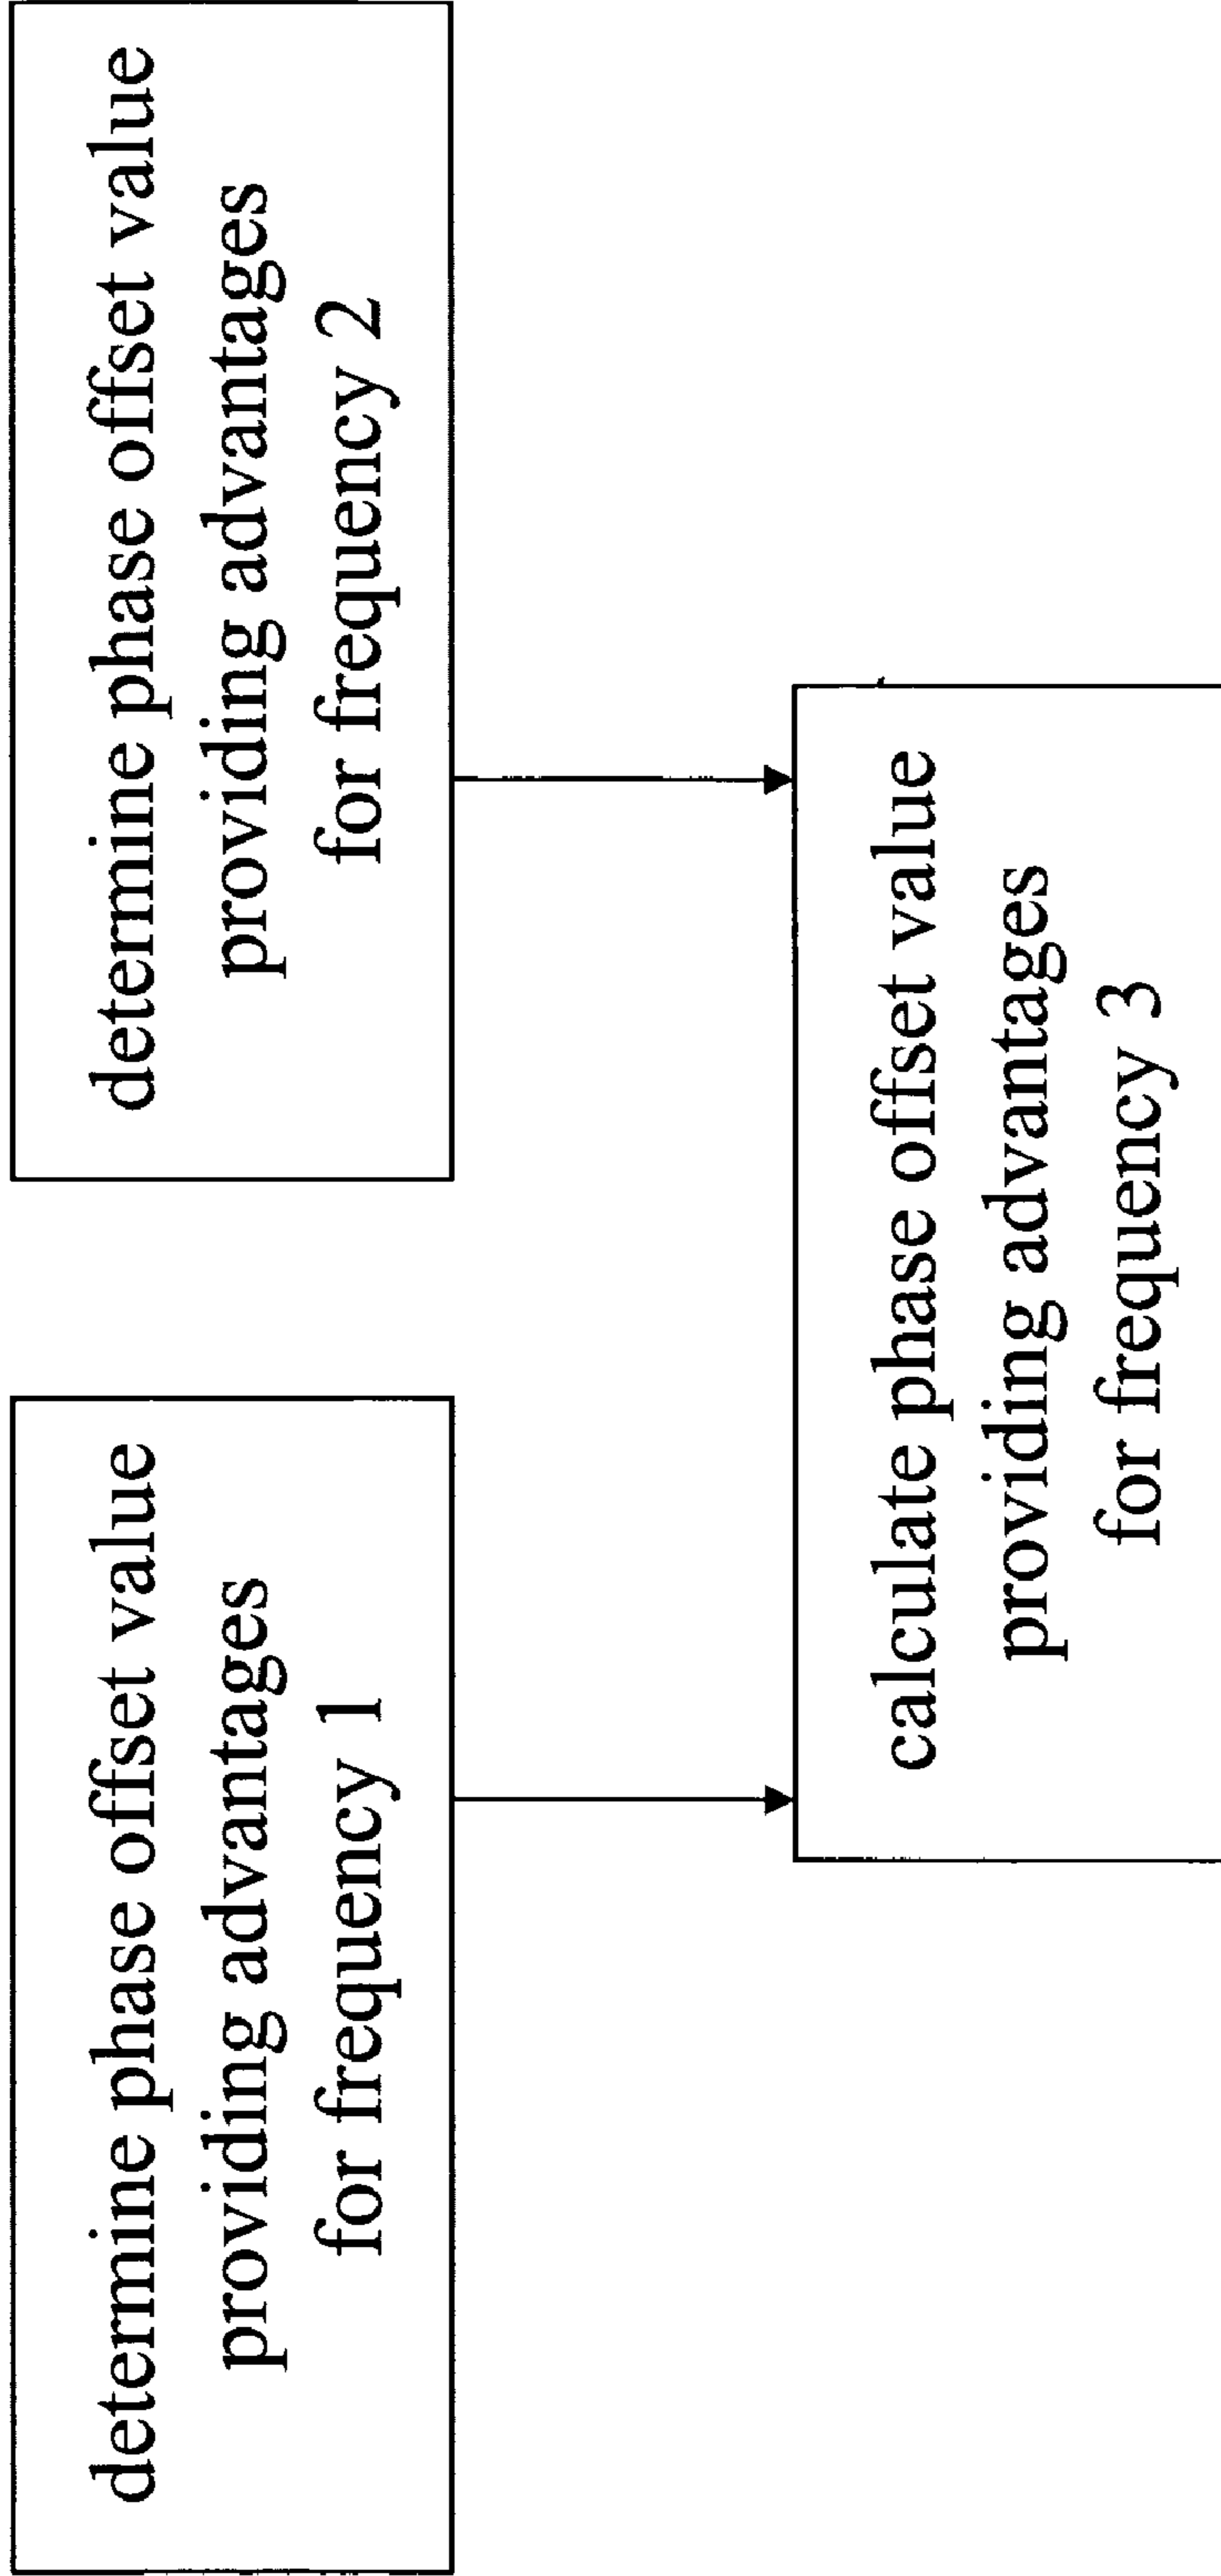 determine phase offset value
providing advantages
for frequency 1
determine phase offset value
providing advantages
for frequency 2
calculate phase offset value
providing advantages
for frequency 3